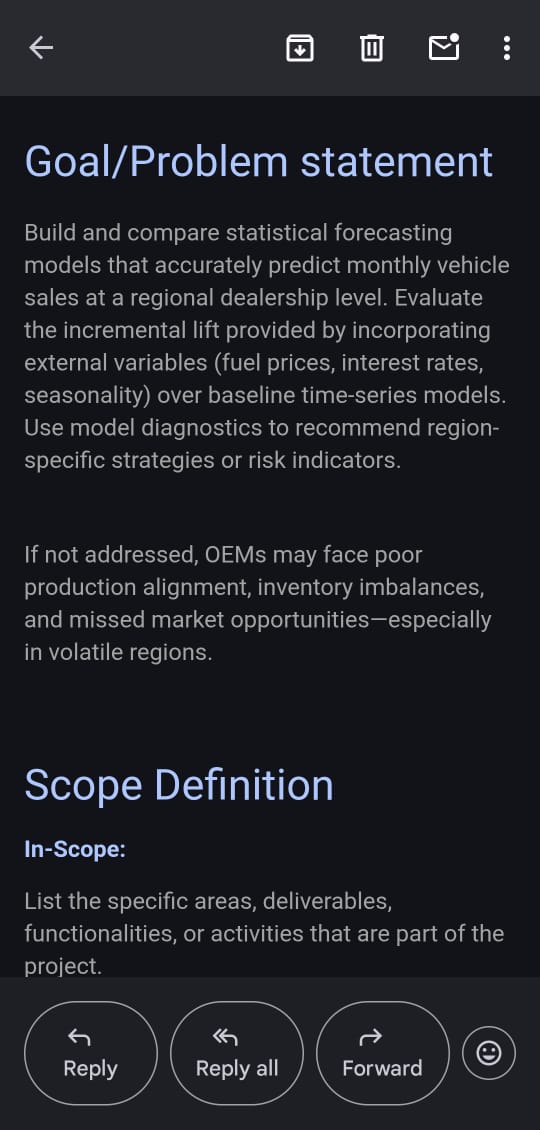 Goal/Problem statement
Build and compare statistical forecasting
models that accurately predict monthly vehicle
sales at a regional dealership level. Evaluate
the incremental lift provided by incorporating
external variables (fuel prices, interest rates,
seasonality) over baseline time-series models.
Use model diagnostics to recommend region-
specific strategies or risk indicators.
If not addressed, OEMs may face poor
production alignment, inventory imbalances,
and missed market opportunities—especially
in volatile regions.
Scope Definition
In-Scope:
List the specific areas, deliverables,
functionalities, or activities that are part of the
project.
Reply
Reply all
Forward